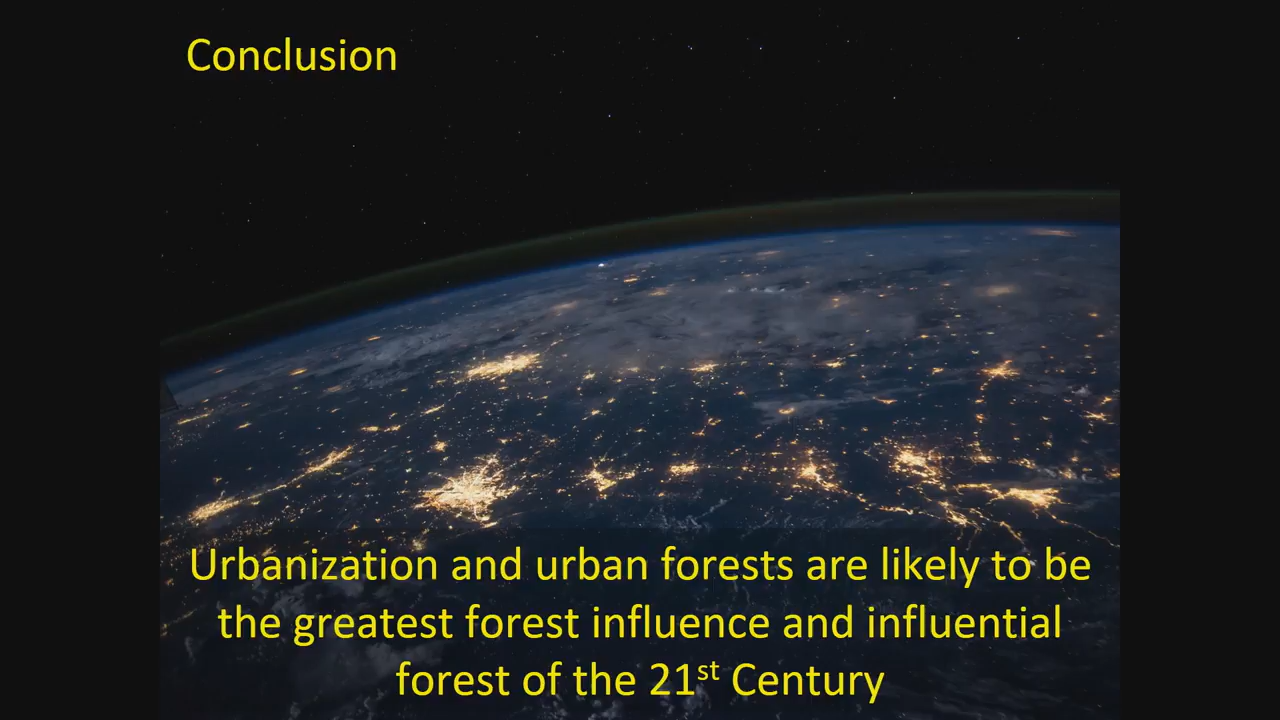 Conclusion
Urbanization and urban forests are likely to be
the greatest forest influence and influential
forest of the 21st Century